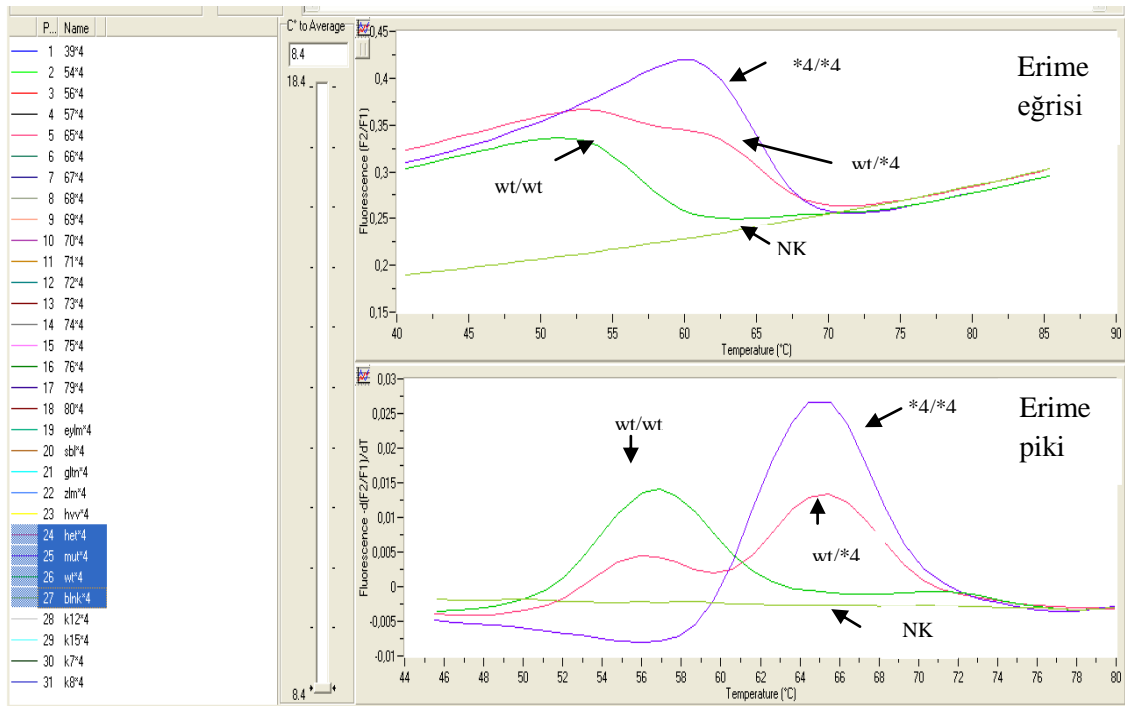 P... Name
1 39*4
2 54*4
3 56*4
4 57*4
5 65*4
6 66*4
7 67*4
8 68*4
9 69*4
10 70*4
11 71*4
12 72*4
13 73*4
14 74*4
15 75*4
16 76*4
17 79*4
18 80*4
19 eylm*4
20 sbl*4
21 gltn*4
22 zlm*4
23 hvv*4
24 het*4
25 mut*4
26 wt*4
27 blnk*4
28 k12*4
29 k15*4
30 k7*4
31 k8*4
C° to Average
8.4
18.4
8.4
Fluorescence (F2/F1)
0,45
0,4
0,35
0,3
0,25
0,2
0,15
40 45 50 55 60 65 70 75 80 85 90
Temperature (°C)
*4/*4
wt/*4
wt/wt
NK
Erime
eğrisi
Fluorescence -d(F2/F1)/dT
0,03
0,025
0,02
0,015
0,01
0,005
0
-0,005
-0,01
44 46 48 50 52 54 56 58 60 62 64 66 68 70 72 74 76 78 80
Temperature (°C)
wt/wt
*4/*4
wt/*4
NK
Erime
piki